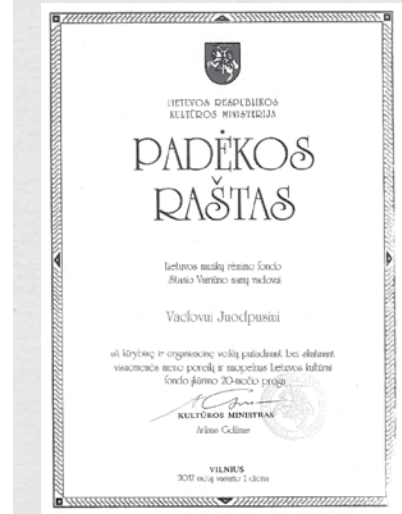 LIETUVOS RESPUBLIKOS
KULTŪROS MINISTERIJA
PADĖKOS
RAŠTAS
Lietuvos muzikų rėmimo fondo
Stasio Vainiūno namų vadovui
Vaclovui Juodpusiui
už kūrybinę ir organizacinę veiklą puoselėjant bei skatinant
visuomenės meno poreikį ir nuopelnus Lietuvos kultūrai
fondo įkūrimo 20-mečio proga
KULTŪROS MINISTRAS
Arūnas Gelūnas
VILNIUS
2012 metų vasario 1 diena